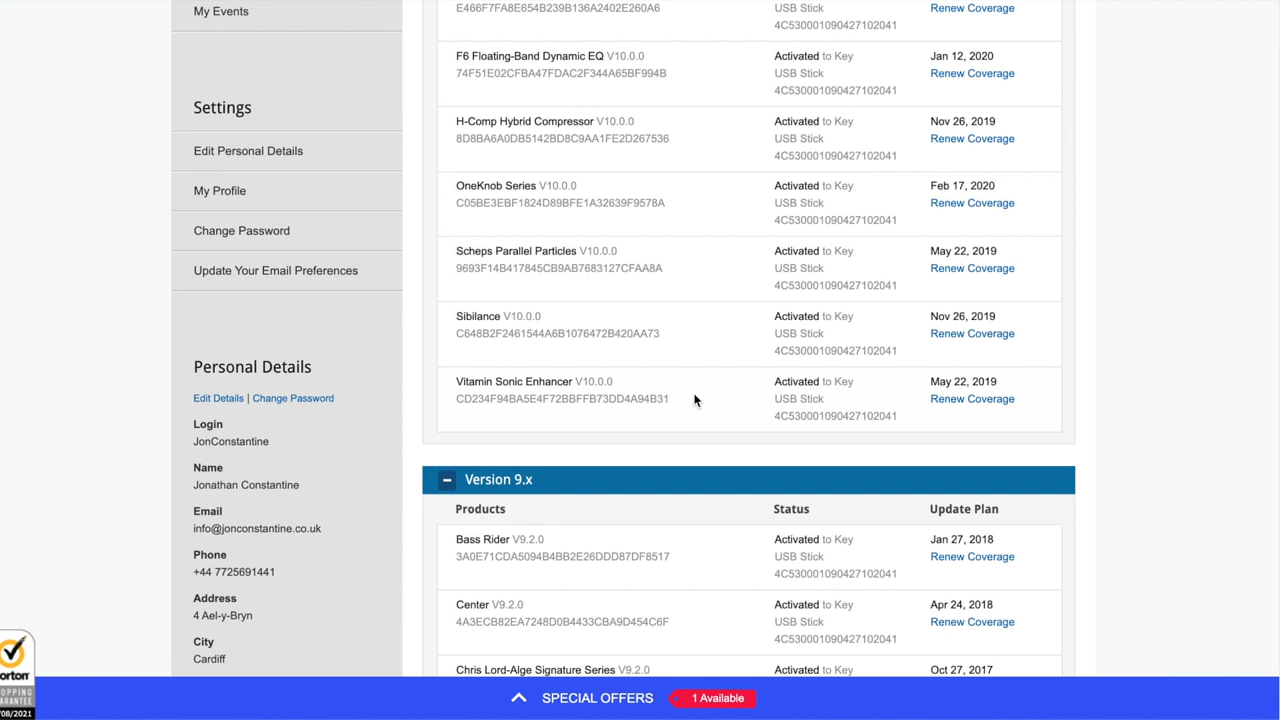 My Events
Settings
Edit Personal Details
My Profile
Change Password
Update Your Email Preferences
Personal Details
Edit Details | Change Password
Login
JonConstantine
Name
Jonathan Constantine
Email
info@jonconstantine.co.uk
Phone
+44 7725691441
Address
4 Ael-y-Bryn
City
Cardiff
E466F7FA8E654B239B136A2402E260A6 USB Stick Renew Coverage
4C530001090427102041
F6 Floating-Band Dynamic EQ V10.0.0 Activated to Key Jan 12, 2020
74F51E02CFBA47FDAC2F344A65BF994B USB Stick Renew Coverage
4C530001090427102041
H-Comp Hybrid Compressor V10.0.0 Activated to Key Nov 26, 2019
8D8BA6A0DB5142BD8C9AA1FE2D267536 USB Stick Renew Coverage
4C530001090427102041
OneKnob Series V10.0.0 Activated to Key Feb 17, 2020
C05BE3EBF1824D89BFE1A32639F9578A USB Stick Renew Coverage
4C530001090427102041
Scheps Parallel Particles V10.0.0 Activated to Key May 22, 2019
9693F14B417845CB9AB7683127CFAA8A USB Stick Renew Coverage
4C530001090427102041
Sibilance V10.0.0 Activated to Key Nov 26, 2019
C648B2F2461544A6B1076472B420AA73 USB Stick Renew Coverage
4C530001090427102041
Vitamin Sonic Enhancer V10.0.0 Activated to Key May 22, 2019
CD234F94BA5E4F72BBFFB73DD4A94B31 USB Stick Renew Coverage
4C530001090427102041
Version 9.x
Products Status Update Plan
Bass Rider V9.2.0 Activated to Key Jan 27, 2018
3A0E71CDA5094B4BB2E26DDD87DF8517 USB Stick Renew Coverage
4C530001090427102041
Center V9.2.0 Activated to Key Apr 24, 2018
4A3ECB82EA7248D0B4433CBA9D454C6F USB Stick Renew Coverage
4C530001090427102041
Chris Lord-Alge Signature Series V9.2.0 Activated to Key Oct 27, 2017
SPECIAL OFFERS 1 Available
orton
HOPPING
ARANTEE
/08/2021